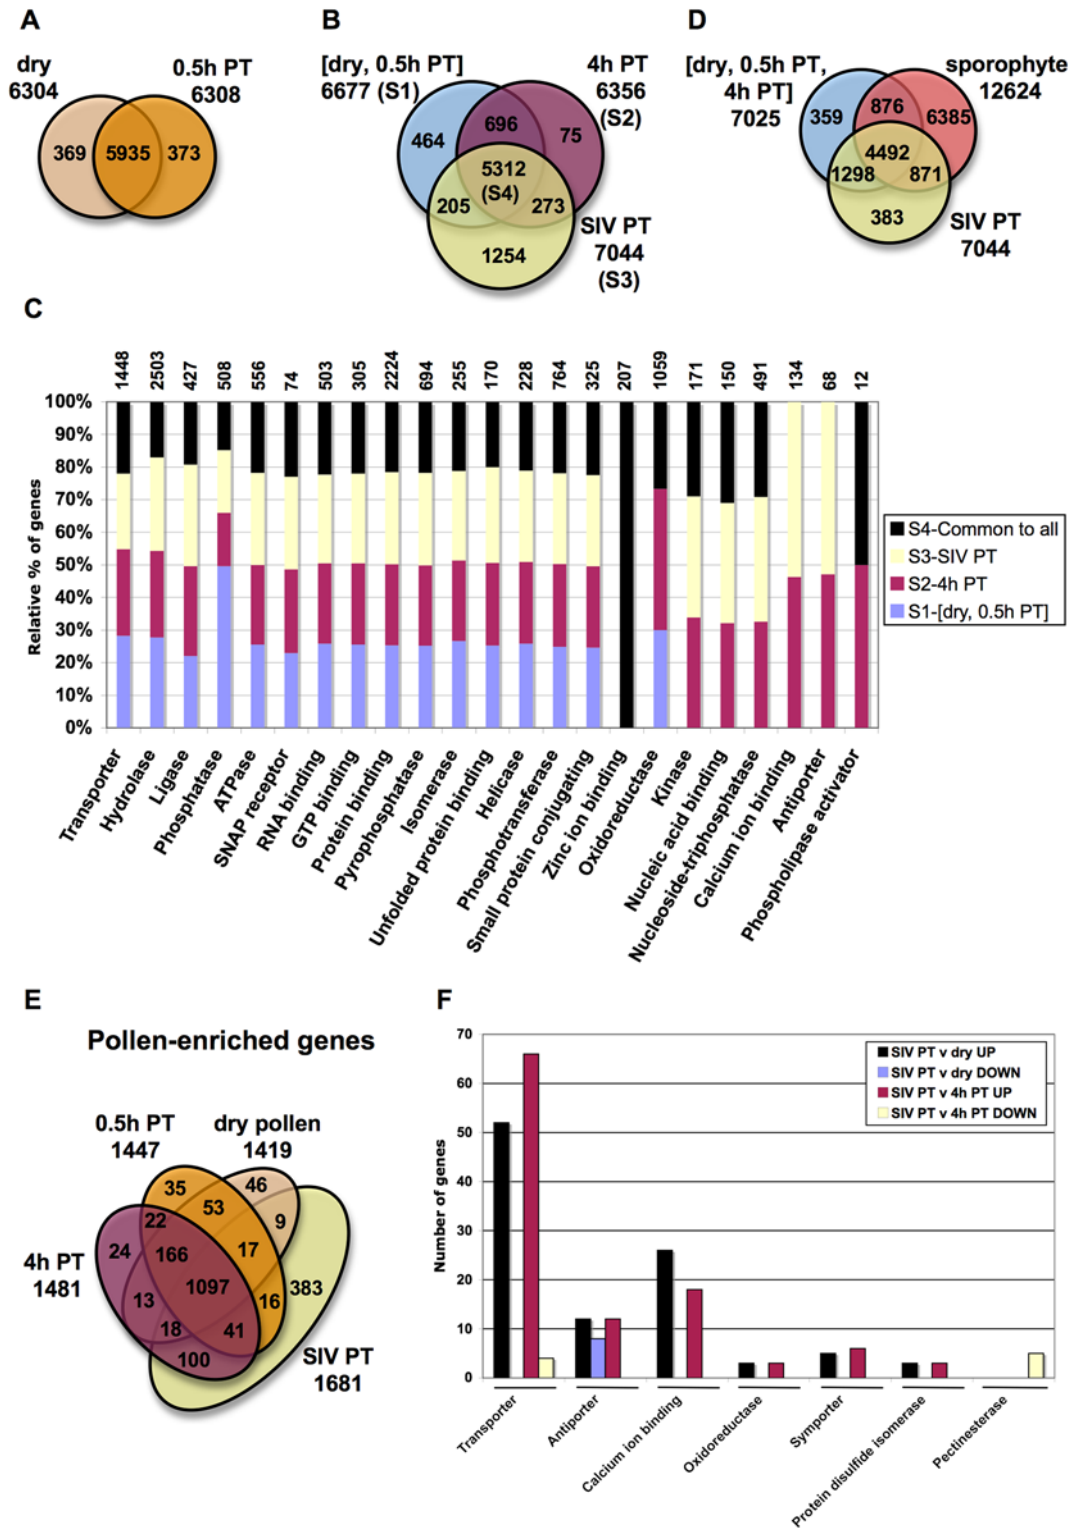 A
dry
6304
0.5h PT
6308
369
5935
373
B
[dry, 0.5h PT]
6677 (S1)
4h PT
6356
(S2)
464
696
75
5312
(S4)
205
273
1254
SIV PT
7044
(S3)
D
[dry, 0.5h PT,
4h PT]
7025
sporophyte
12624
359
876
6385
4492
1298
871
383
SIV PT
7044
C
1448
2503
427
508
556
74
503
305
2224
694
255
170
228
764
325
207
1059
171
150
491
134
68
12
Relative % of genes
100%
90%
80%
70%
60%
50%
40%
30%
20%
10%
0%
S4-Common to all
S3-SIV PT
S2-4h PT
S1-[dry, 0.5h PT]
Transporter
Hydrolase
Ligase
Phosphatase
ATPase
SNAP receptor
RNA binding
GTP binding
Protein binding
Pyrophosphatase
Isomerase
Unfolded protein binding
Helicase
Phosphotransferase
Small protein conjugating
Zinc ion binding
Oxidoreductase
Kinase
Nucleic acid binding
Nucleoside-triphosphatase
Calcium ion binding
Antiporter
Phospholipase activator
E
Pollen-enriched genes
0.5h PT
1447
dry pollen
1419
4h PT
1481
SIV PT
1681
35
53
46
9
22
24
166
17
1097
383
13
16
18
41
100
F
Number of genes
70
60
50
40
30
20
10
0
SIV PT v dry UP
SIV PT v dry DOWN
SIV PT v 4h PT UP
SIV PT v 4h PT DOWN
Transporter
Antiporter
Calcium ion binding
Oxidoreductase
Symporter
Protein disulfide isomerase
Pectinesterase